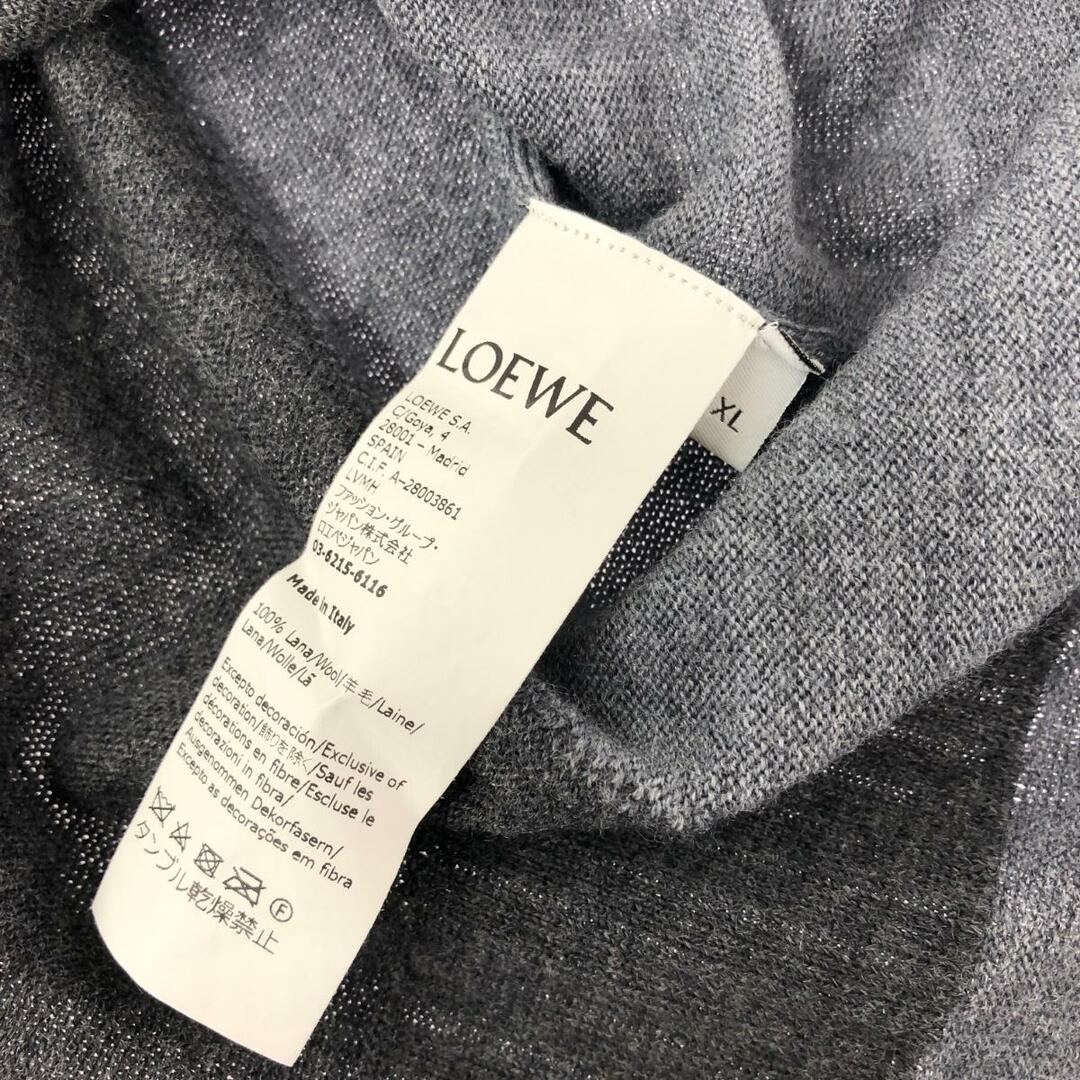 LOEWE
LOEWE S.A.
C/Goya, 4
28001 - Madrid
SPAIN
C.I.F. A-28003861
LVMH
ファッション・グループ・
ジャパン株式会社
ロエベジャパン
03-6215-6116
Made in Italy
100% Lana/Wool/羊毛/Laine/
Lana/Wolle/Lã
Excepto decoración/Exclusive of
decoration/飾りを除く/Sauf les
décorations en fibre/Escluse le
decorazioni in fibra/
Ausgenommen Dekorfasern/
Excepto as decorações em fibra
F
タンブル乾燥禁止
XL